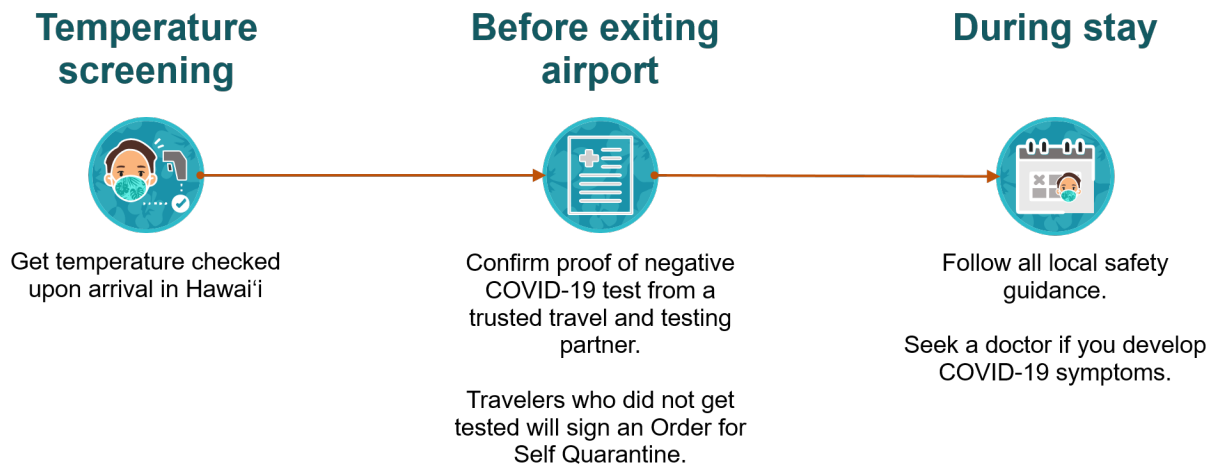 Temperature
screening
Get temperature checked
upon arrival in Hawai‘i
Before exiting
airport
Confirm proof of negative
COVID-19 test from a
trusted travel and testing
partner.
Travelers who did not get
tested will sign an Order for
Self Quarantine.
During stay
Follow all local safety
guidance.
Seek a doctor if you develop
COVID-19 symptoms.